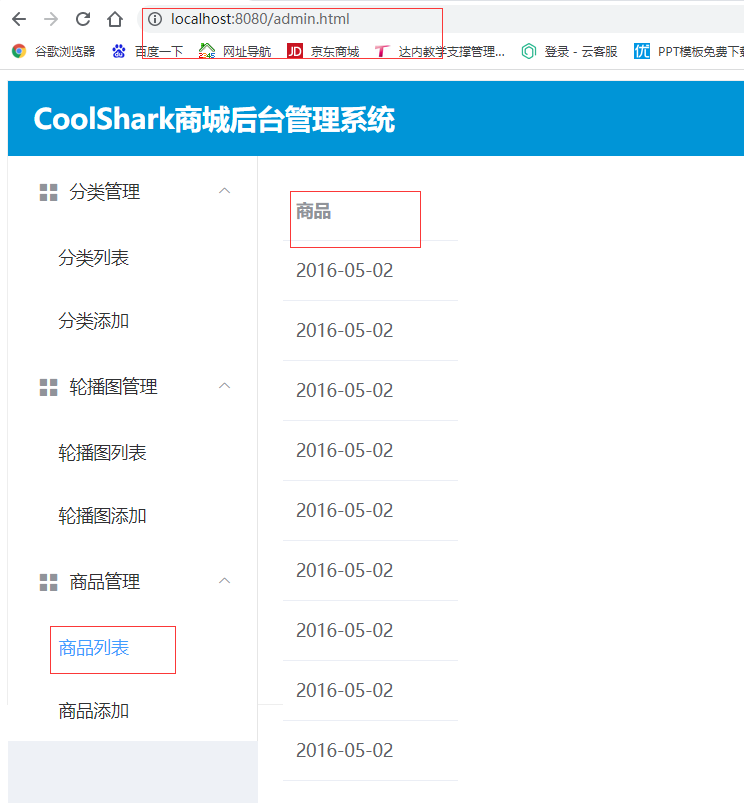 localhost:8080/admin.html
谷歌浏览器 百度一下 2345 网址导航 JD 京东商城 达内教学支撑管理... 登录 - 云客服 优 PPT模板免费下载
CoolShark商城后台管理系统
分类管理
分类列表
分类添加
轮播图管理
轮播图列表
轮播图添加
商品管理
商品列表
商品添加
商品
2016-05-02
2016-05-02
2016-05-02
2016-05-02
2016-05-02
2016-05-02
2016-05-02
2016-05-02
2016-05-02